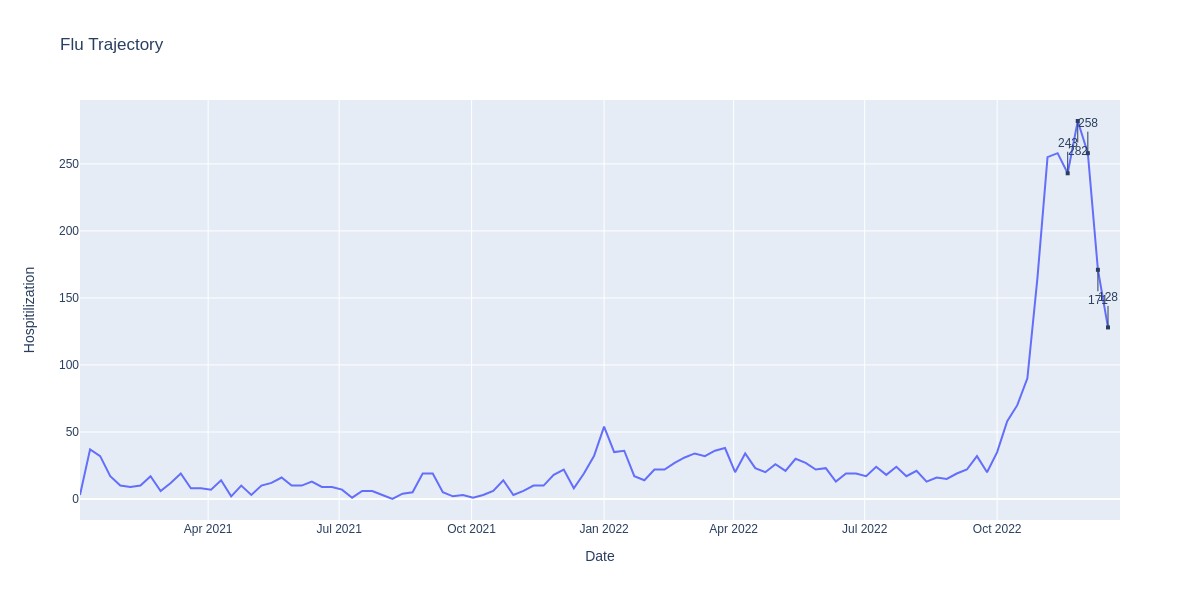 Flu Trajectory
Hospitilization
250
200
150
100
50
0
243
282
258
171
128
Apr 2021
Jul 2021
Oct 2021
Jan 2022
Apr 2022
Jul 2022
Oct 2022
Date